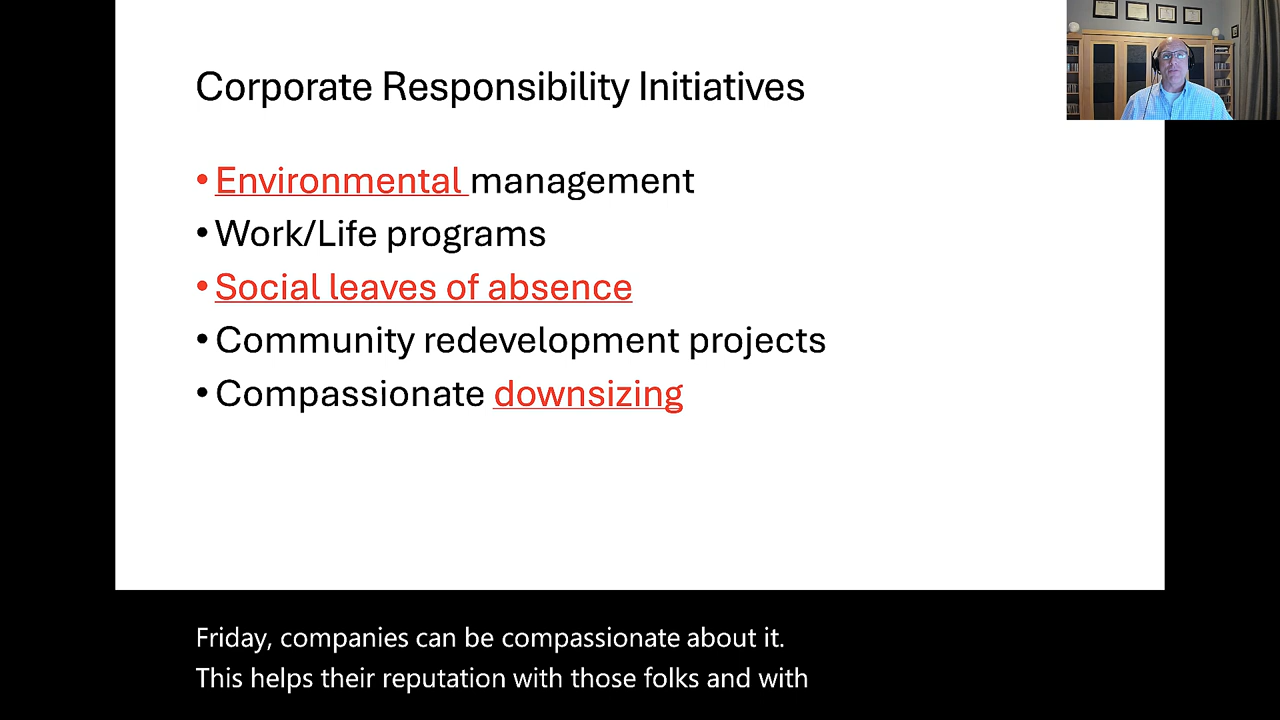 Corporate Responsibility Initiatives
• Environmental management
• Work/Life programs
• Social leaves of absence
• Community redevelopment projects
• Compassionate downsizing
Friday, companies can be compassionate about it.
This helps their reputation with those folks and with